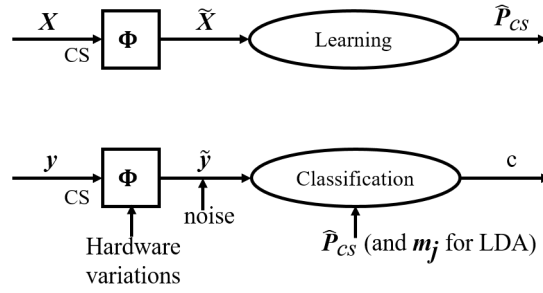 X Φ X̃ Learning P̂CS
CS
y Φ ỹ Classification c
CS
noise
Hardware
variations
P̂CS (and mj for LDA)